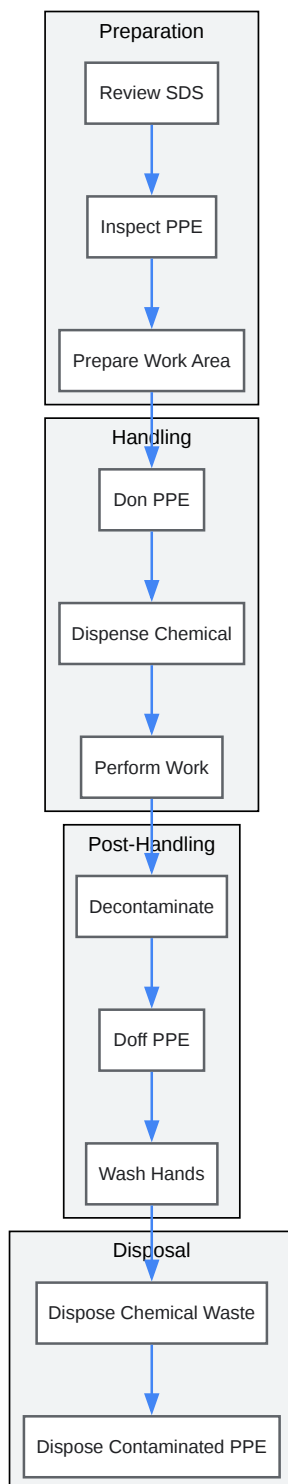 Preparation
Review SDS
Inspect PPE
Prepare Work Area
Handling
Don PPE
Dispense Chemical
Perform Work
Post-Handling
Decontaminate
Doff PPE
Wash Hands
Disposal
Dispose Chemical Waste
Dispose Contaminated PPE